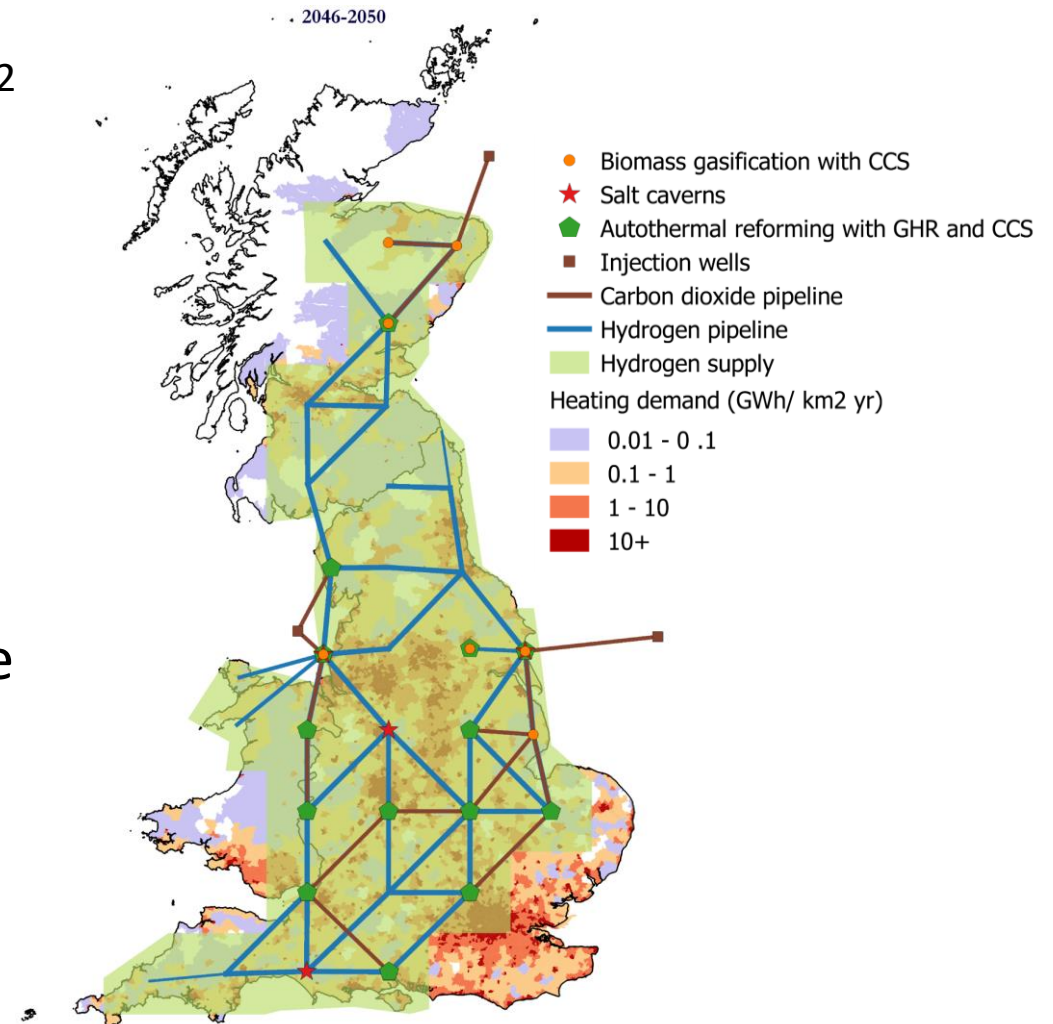 2046-2050
2
Biomass gasification with CCS
Salt caverns
Autothermal reforming with GHR and CCS
Injection wells
Carbon dioxide pipeline
Hydrogen pipeline
Hydrogen supply
Heating demand (GWh/ km2 yr)
0.01 - 0 .1
0.1 - 1
1 - 10
10+
e